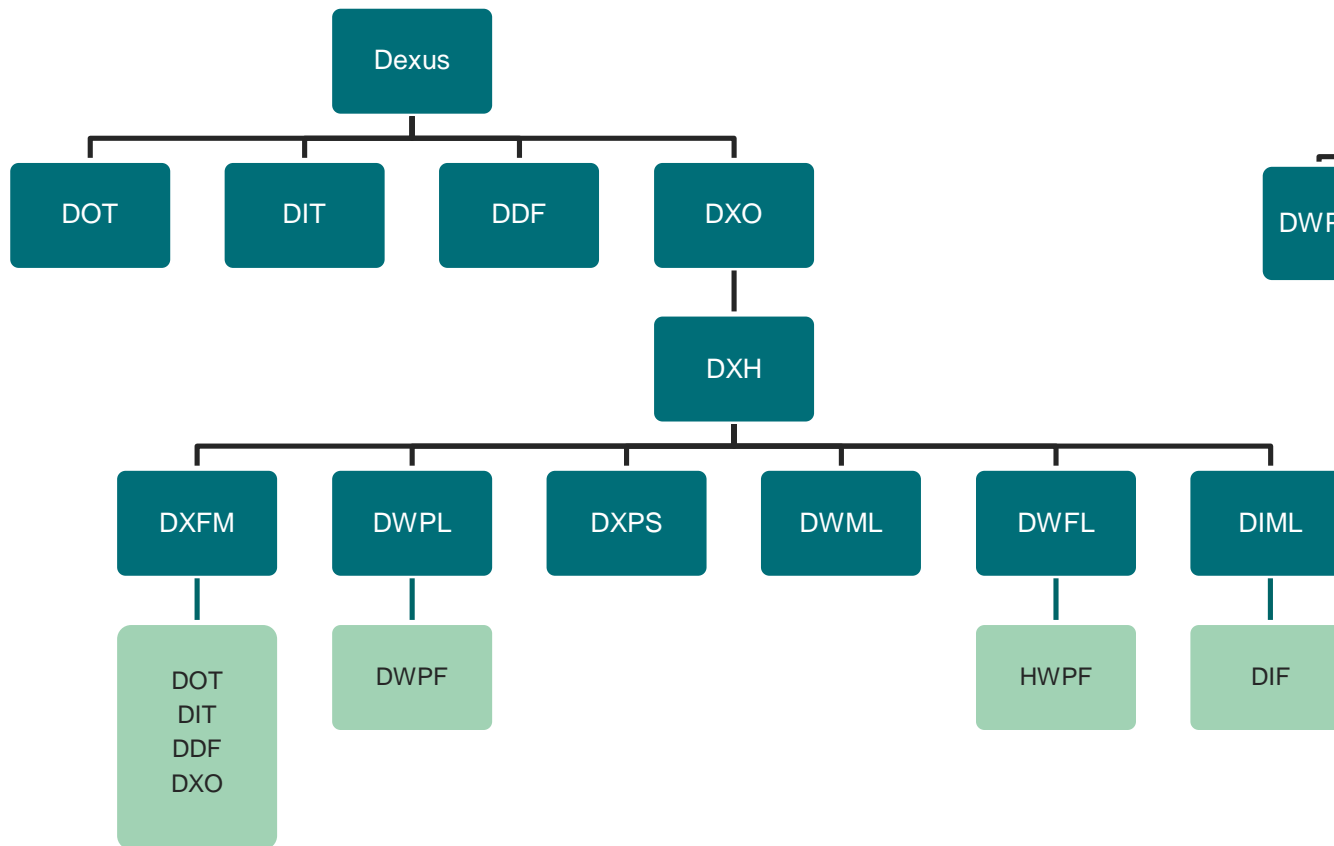 Dexus
DOT
DIT
DDF
DXO
DXH
DXFM
DWPL
DXPS
DWML
DWFL
DIML
DOT
DIT
DDF
DXO
DWPF
HWPF
DIF